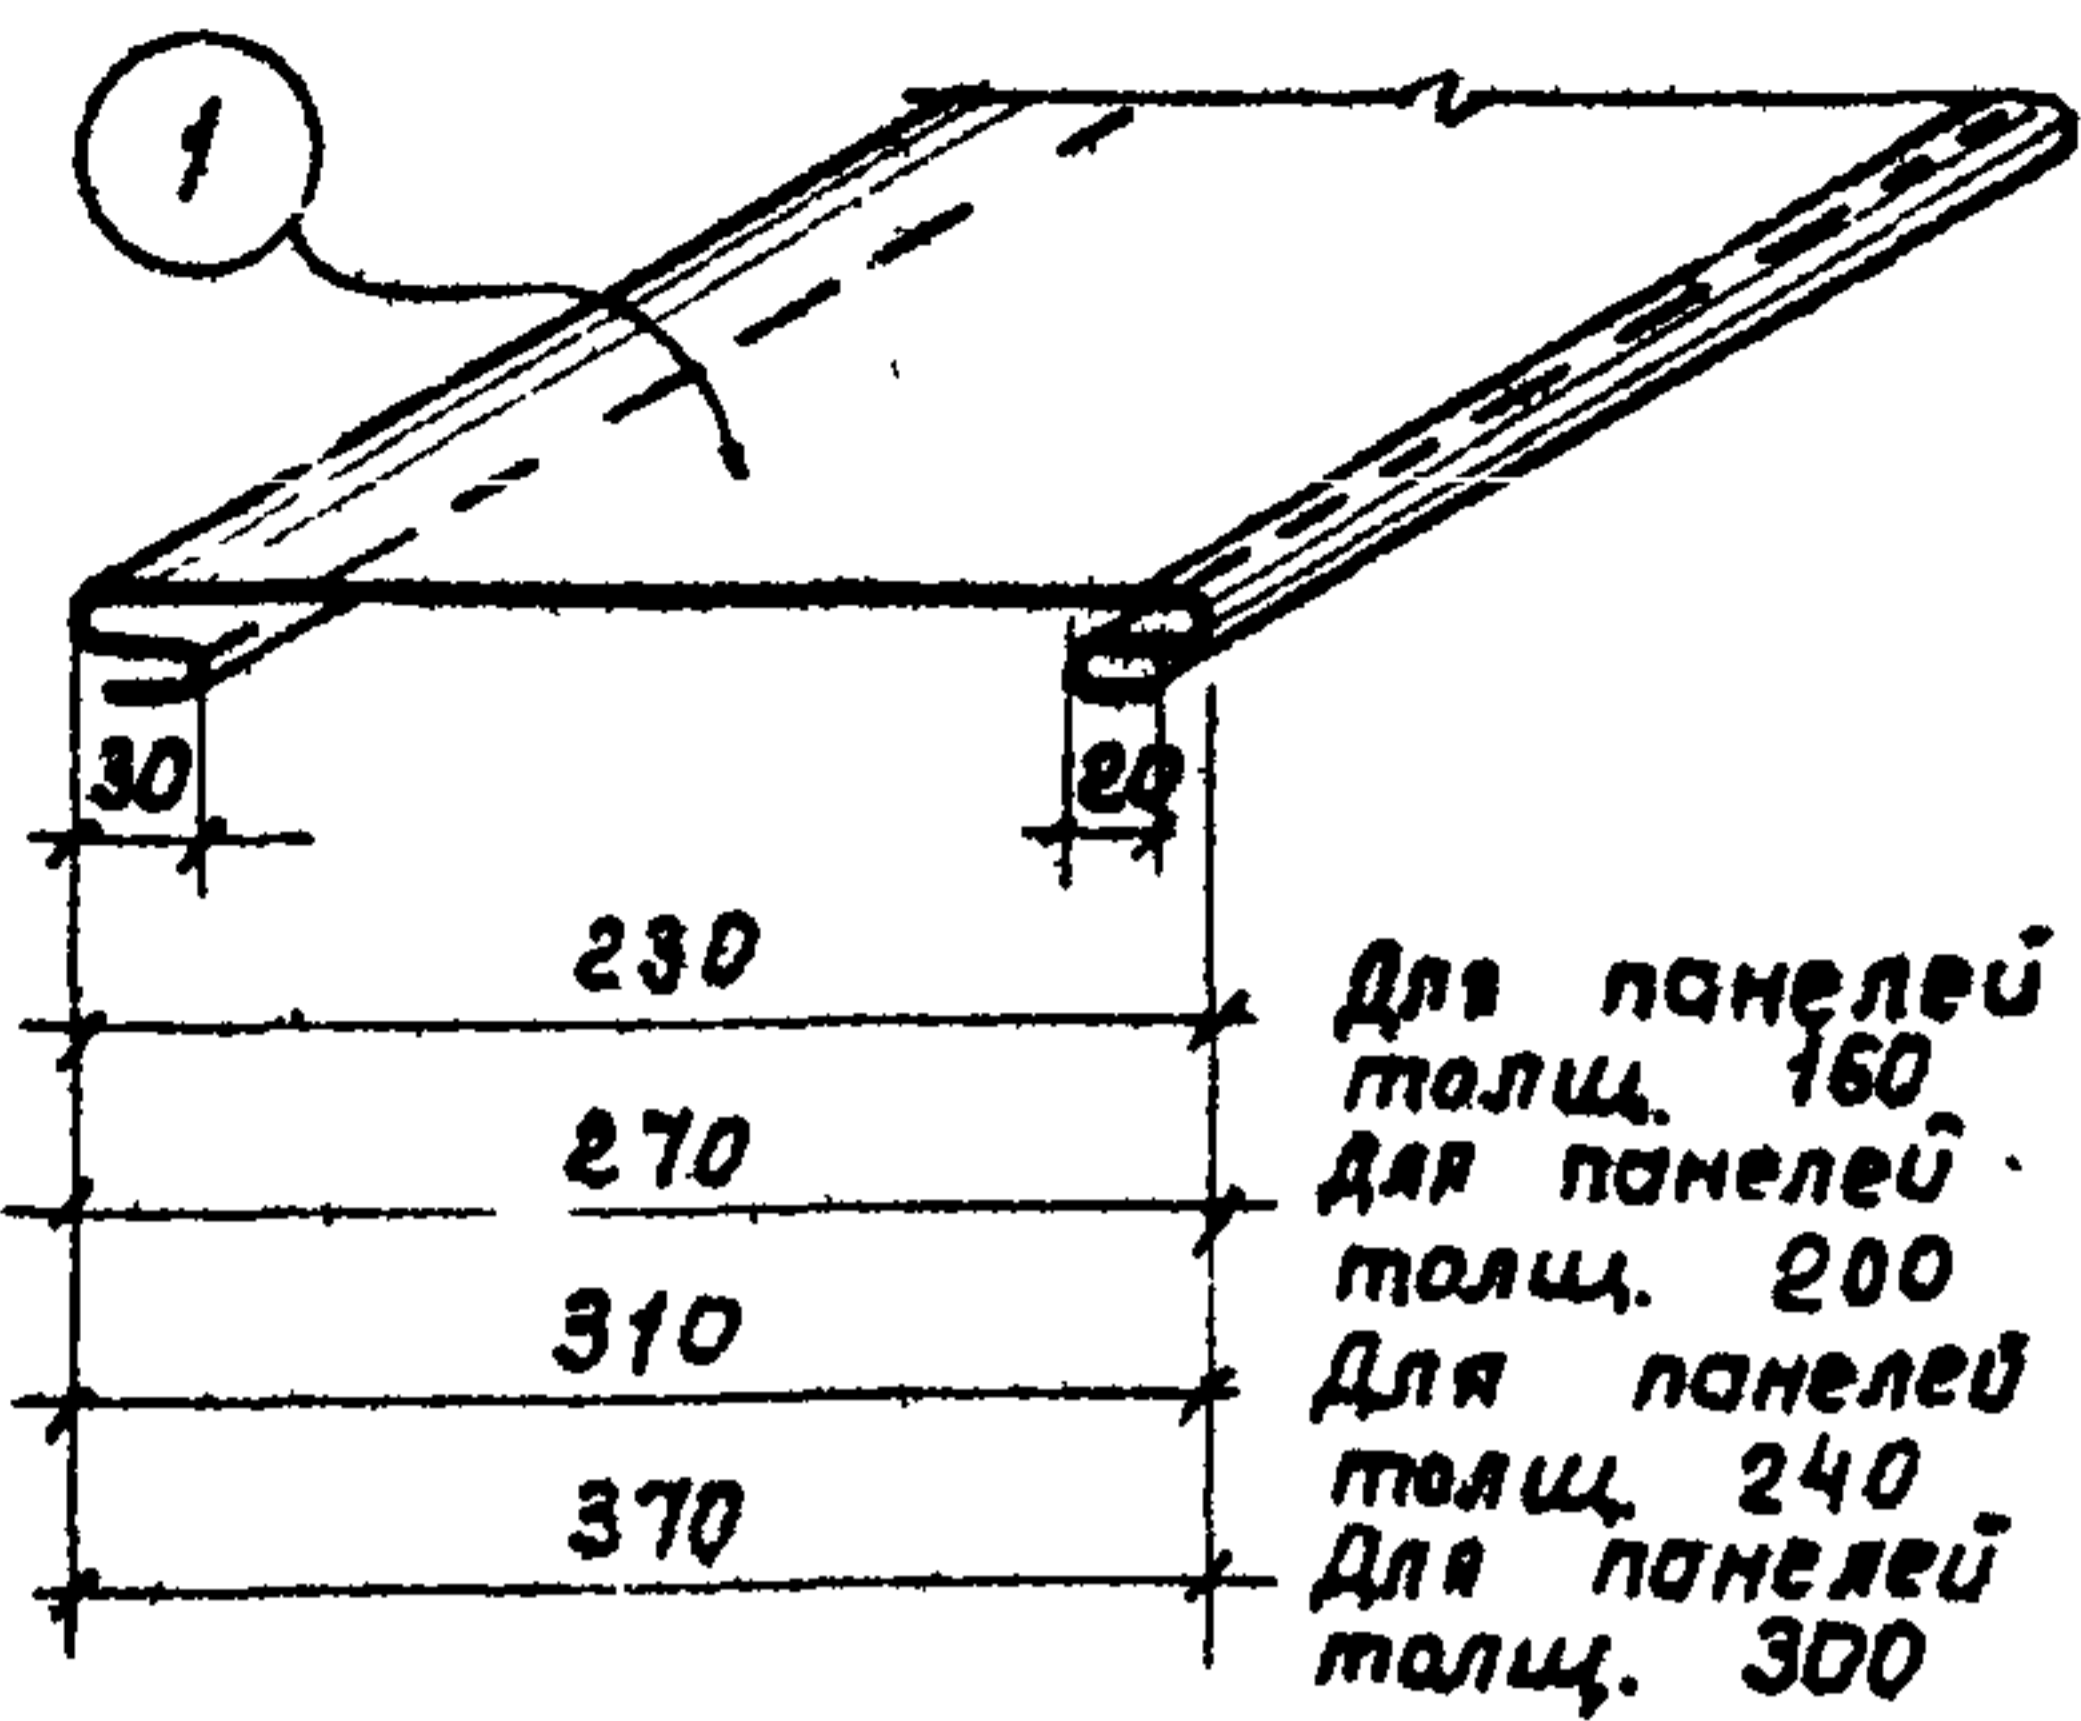 1
30
20
230
Для панелей
толщ. 160
270
Для панелей
толщ. 200
310
Для панелей
толщ 240
370
Для панелей
толщ. 300